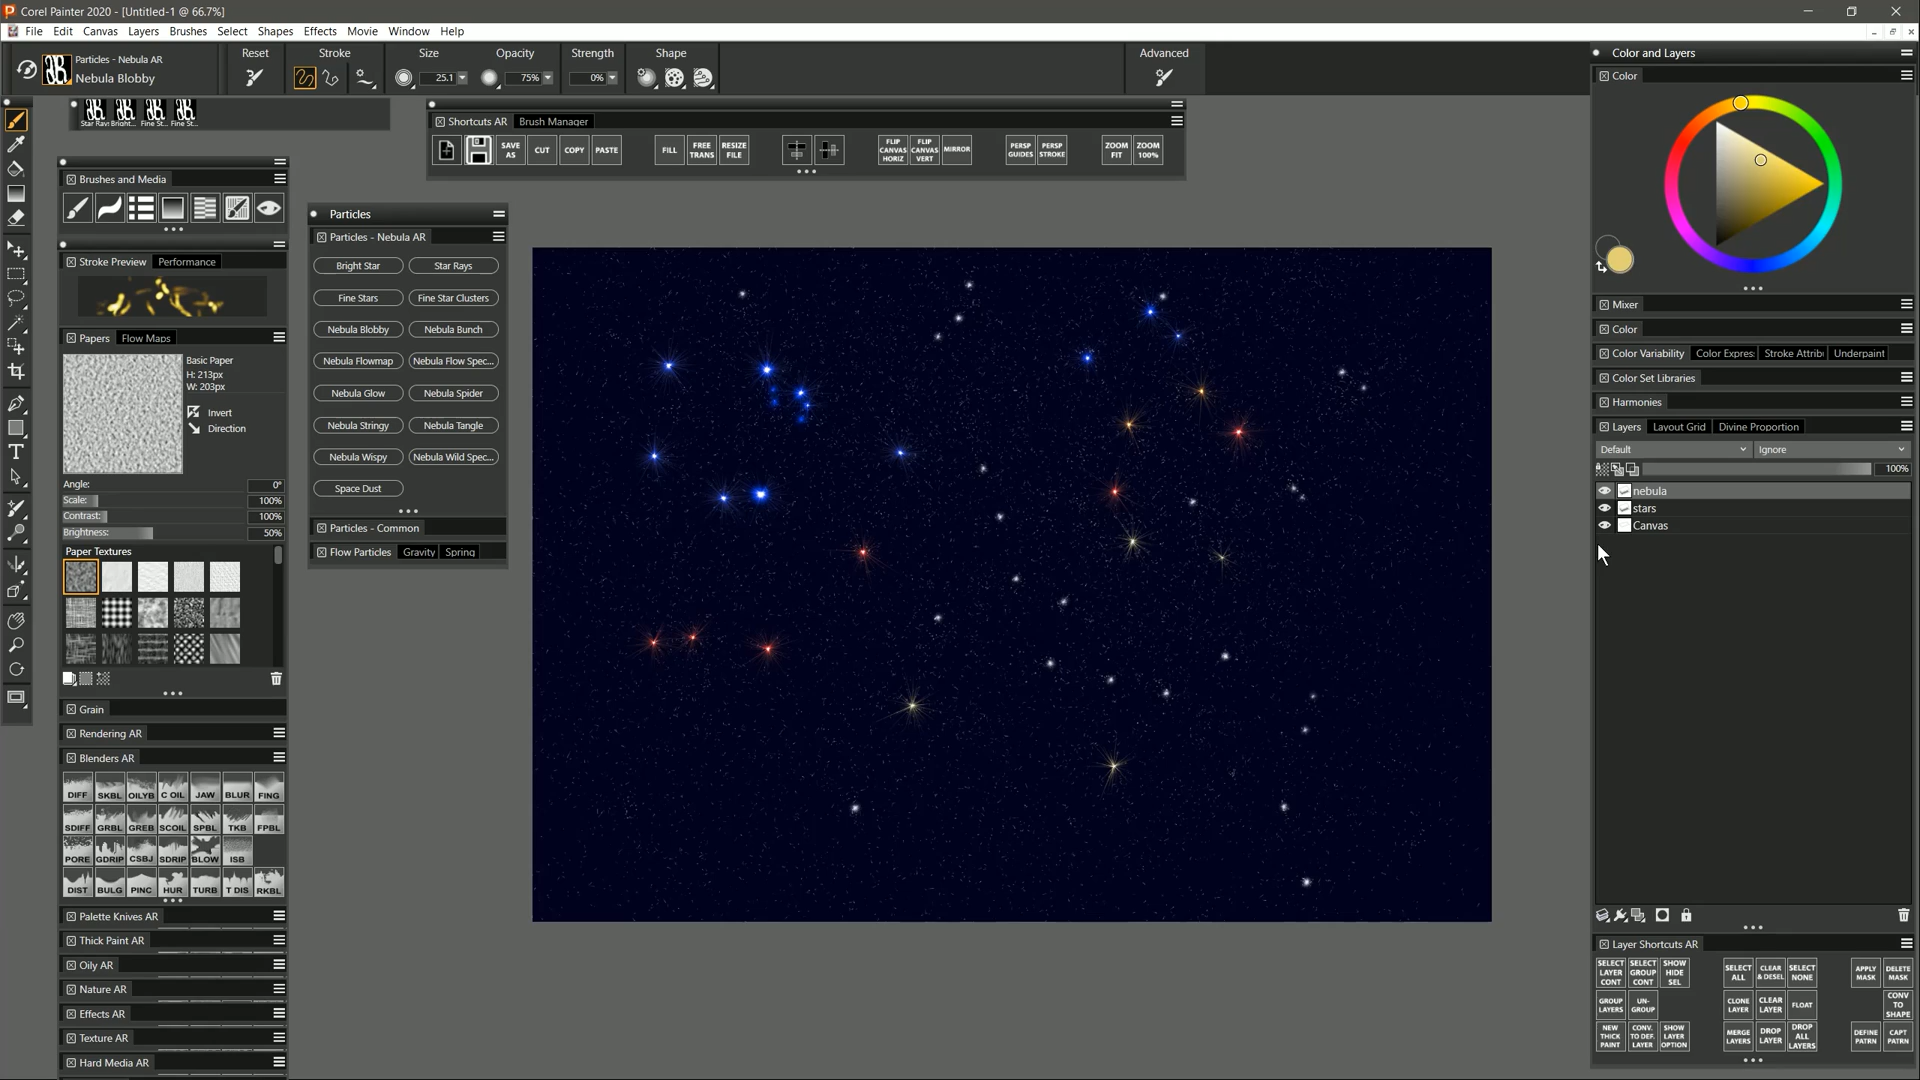 Corel Painter 2020 - [Untitled-1 @ 66.7%]
File Edit Canvas Layers Brushes Select Shapes Effects Movie Window Help
Particles - Nebula AR
Nebula Blobby
Reset Stroke Size Opacity Strength Shape Advanced
25.1 75% 0%
Star Rays Bright... Fine St... Fine St...
Shortcuts AR Brush Manager
SAVE AS CUT COPY PASTE FILL FREE TRANS RESIZE FILE FLIP CANVAS HORIZ FLIP CANVAS VERT MIRROR PERSP GUIDES PERSP STROKE ZOOM FIT ZOOM 100%
Brushes and Media
Stroke Preview Performance
Papers Flow Maps
Basic Paper
H: 213px
W: 203px
Invert
Direction
Angle: 0°
Scale: 100%
Contrast: 100%
Brightness: 50%
Paper Textures
Grain
Rendering AR
Blenders AR
DIFF SKBL OILYB C OIL JAW BLUR FING
SDIFF GRBL GREB SCOIL SPBL TKB FPBL
PORE GDRIP CSBJ SDRIP BLOW ISB
DIST BULG PINC HUR TURB T DIS RKBL
Palette Knives AR
Thick Paint AR
Oily AR
Nature AR
Effects AR
Texture AR
Hard Media AR
Particles
Particles - Nebula AR
Bright Star Star Rays
Fine Stars Fine Star Clusters
Nebula Blobby Nebula Bunch
Nebula Flowmap Nebula Flow Spec...
Nebula Glow Nebula Spider
Nebula Stringy Nebula Tangle
Nebula Wispy Nebula Wild Spec...
Space Dust
Particles - Common
Flow Particles Gravity Spring
Color and Layers
Color
Mixer
Color
Color Variability Color Expres: Stroke Attrib Underpaint
Color Set Libraries
Harmonies
Layers Layout Grid Divine Proportion
Default Ignore
100%
nebula
stars
Canvas
Layer Shortcuts AR
SELECT LAYER CONT SELECT GROUP CONT SHOW HIDE SEL SELECT ALL CLEAR & DESEL SELECT NONE APPLY MASK DELETE MASK
GROUP LAYERS UN-GROUP CLONE LAYER CLEAR LAYER FLOAT CONV TO SHAPE
NEW THICK PAINT CONV. TO DEF. LAYER SHOW LAYER OPTION MERGE LAYERS DROP LAYER DROP ALL LAYERS DEFINE PATRN CAPT PATRN